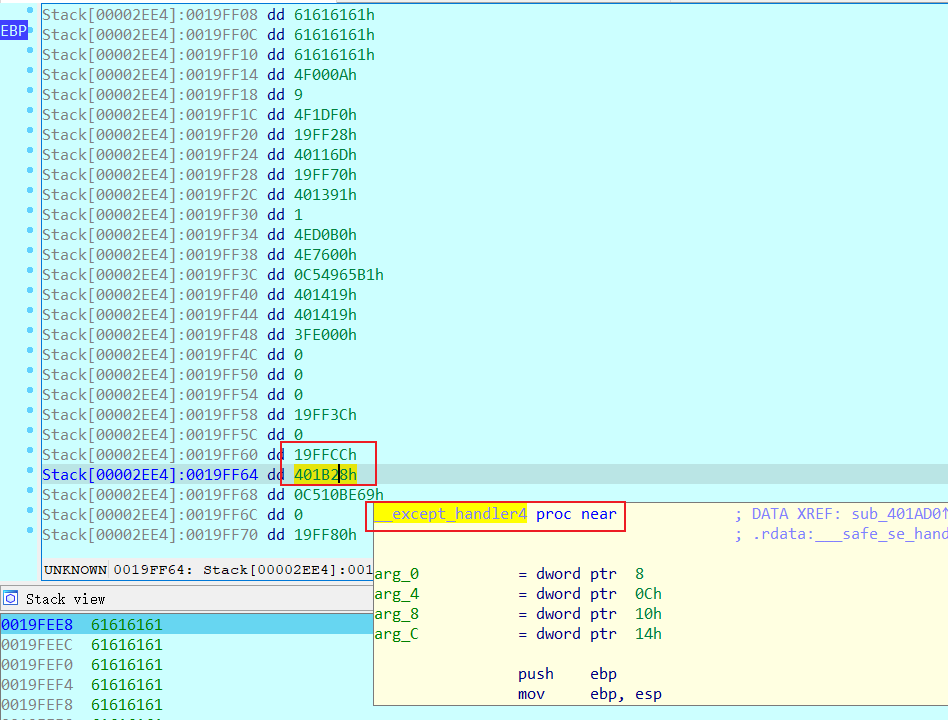 Stack[00002EE4]:0019FF08 dd 61616161h
EBP
Stack[00002EE4]:0019FF0C dd 61616161h
Stack[00002EE4]:0019FF10 dd 61616161h
Stack[00002EE4]:0019FF14 dd 4F000Ah
Stack[00002EE4]:0019FF18 dd 9
Stack[00002EE4]:0019FF1C dd 4F1DF0h
Stack[00002EE4]:0019FF20 dd 19FF28h
Stack[00002EE4]:0019FF24 dd 40116Dh
Stack[00002EE4]:0019FF28 dd 19FF70h
Stack[00002EE4]:0019FF2C dd 401391h
Stack[00002EE4]:0019FF30 dd 1
Stack[00002EE4]:0019FF34 dd 4ED0B0h
Stack[00002EE4]:0019FF38 dd 4E7600h
Stack[00002EE4]:0019FF3C dd 0C54965B1h
Stack[00002EE4]:0019FF40 dd 401419h
Stack[00002EE4]:0019FF44 dd 401419h
Stack[00002EE4]:0019FF48 dd 3FE000h
Stack[00002EE4]:0019FF4C dd 0
Stack[00002EE4]:0019FF50 dd 0
Stack[00002EE4]:0019FF54 dd 0
Stack[00002EE4]:0019FF58 dd 19FF3Ch
Stack[00002EE4]:0019FF5C dd 0
Stack[00002EE4]:0019FF60 dd 19FFCCh
Stack[00002EE4]:0019FF64 dd 401B28h
Stack[00002EE4]:0019FF68 dd 0C510BE69h
Stack[00002EE4]:0019FF6C dd 0
Stack[00002EE4]:0019FF70 dd 19FF80h
__except_handler4 proc near ; DATA XREF: sub_401AD0↑
; .rdata:___safe_se_hand
arg_0 = dword ptr 8
arg_4 = dword ptr 0Ch
arg_8 = dword ptr 10h
arg_C = dword ptr 14h
push ebp
mov ebp, esp
UNKNOWN 0019FF64: Stack[00002EE4]:001
Stack view
0019FEE8 61616161
0019FEEC 61616161
0019FEF0 61616161
0019FEF4 61616161
0019FEF8 61616161